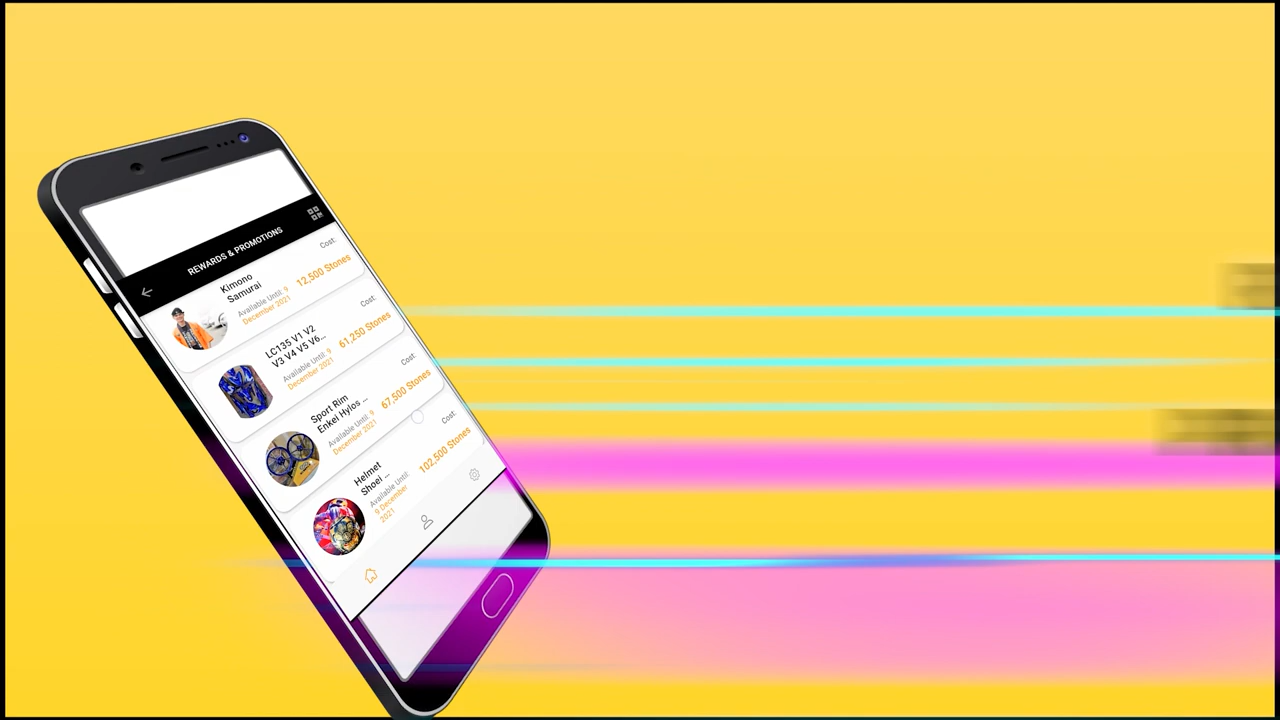 REWARDS & PROMOTIONS
Kimono
Samurai
Available Until: 9
December 2021
Cost:
12,500 Stones
LC135 V1 V2
V3 V4 V5 V6...
Available Until: 9
December 2021
Cost:
61,250 Stones
Sport Rim
Enkei Hylos ...
Available Until: 9
December 2021
Cost:
67,500 Stones
Helmet
Shoei ...
Available Until:
9 December
2021
Cost:
102,500 Stones